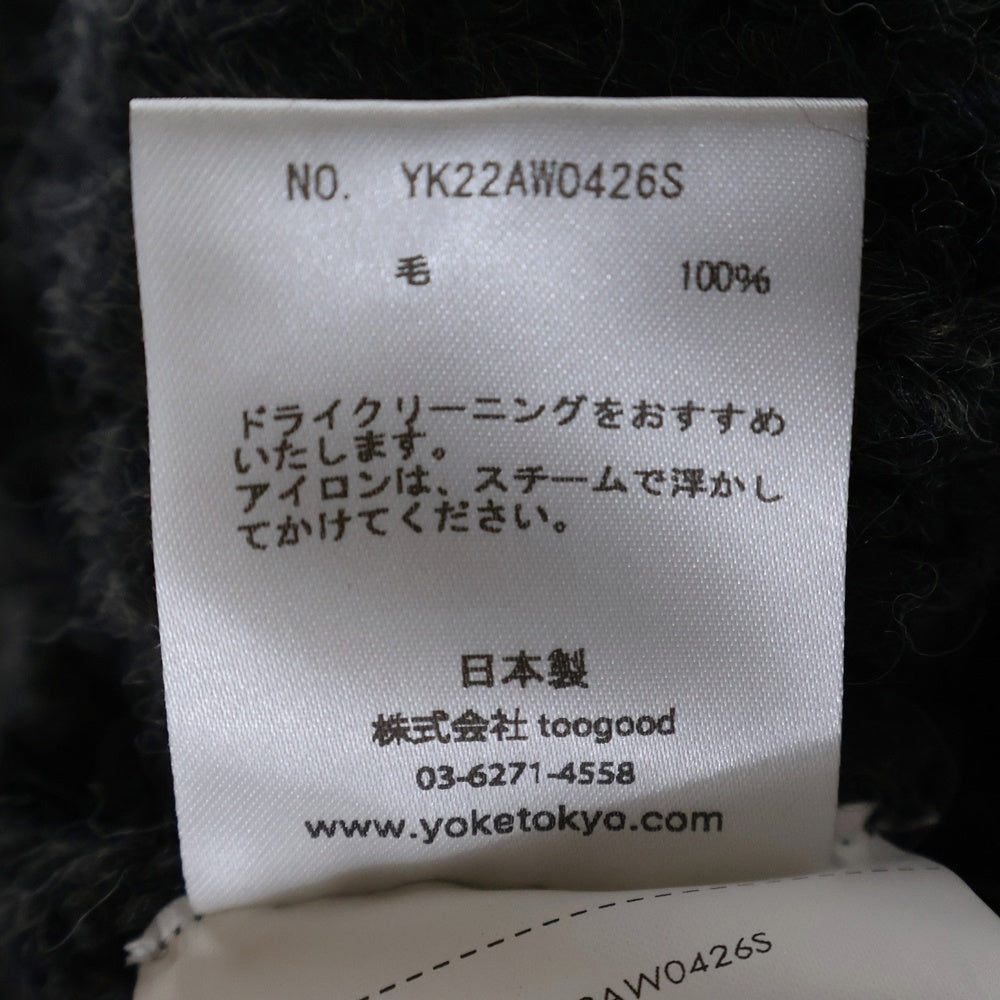 NO. YK22AW0426S
毛 100%
ドライクリーニングをおすすめ
いたします。
アイロンは、スチームで浮かし
てかけてください。
日本製
株式会社 toogood
03-6271-4558
www.yoketokyo.com
AW0426S